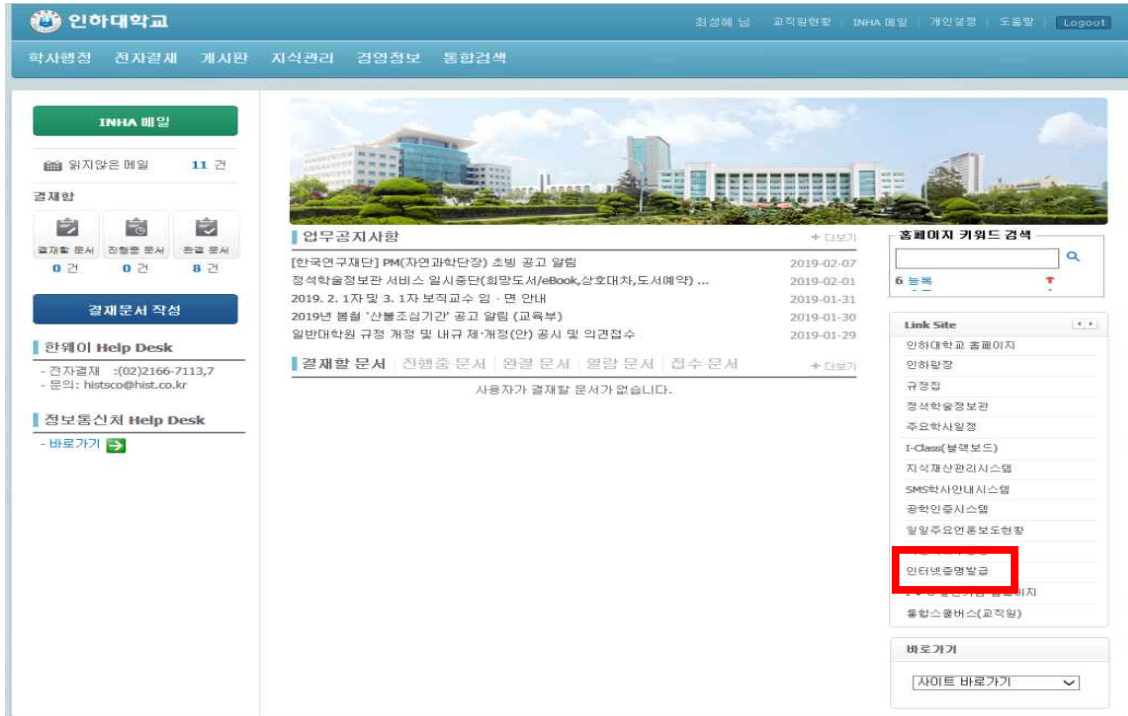 인하대학교
최성혜 님 교직원현황 INHA 메일 개인설정 도움말 Logout
학사행정 전자결재 게시판 지식관리 경영정보 통합검색
INHA 메일
읽지않은 메일 11 건
결재함
결재할 문서 진행중 문서 완결 문서
0 건 0 건 8 건
결재문서 작성
한웨이 Help Desk
- 전자결재 :(02)2166-7113,7
- 문의: histsco@hist.co.kr
정보통신처 Help Desk
- 바로가기
업무공지사항 + 더보기
[한국연구재단] PM(자연과학단장) 초빙 공고 알림 2019-02-07
정석학술정보관 서비스 일시중단(희망도서/eBook,상호대차,도서예약) ... 2019-02-01
2019. 2. 1자 및 3. 1자 보직교수 임 · 면 안내 2019-01-31
2019년 봄철 '산불조심기간' 공고 알림 (교육부) 2019-01-30
일반대학원 규정 개정 및 내규 제·개정(안) 공시 및 의견접수 2019-01-29
결재할 문서 진행중 문서 완결 문서 열람 문서 접수 문서 + 더보기
사용자가 결재할 문서가 없습니다.
홈페이지 키워드 검색
6 등록
Link Site
인하대학교 홈페이지
인하광장
규정집
정석학술정보관
주요학사일정
I-Class(블랙보드)
지식재산관리시스템
SMS학사안내시스템
공학인증시스템
일일주요언론보도현황
인터넷증명발급
통합스쿨버스(교직원)
바로가기
사이트 바로가기